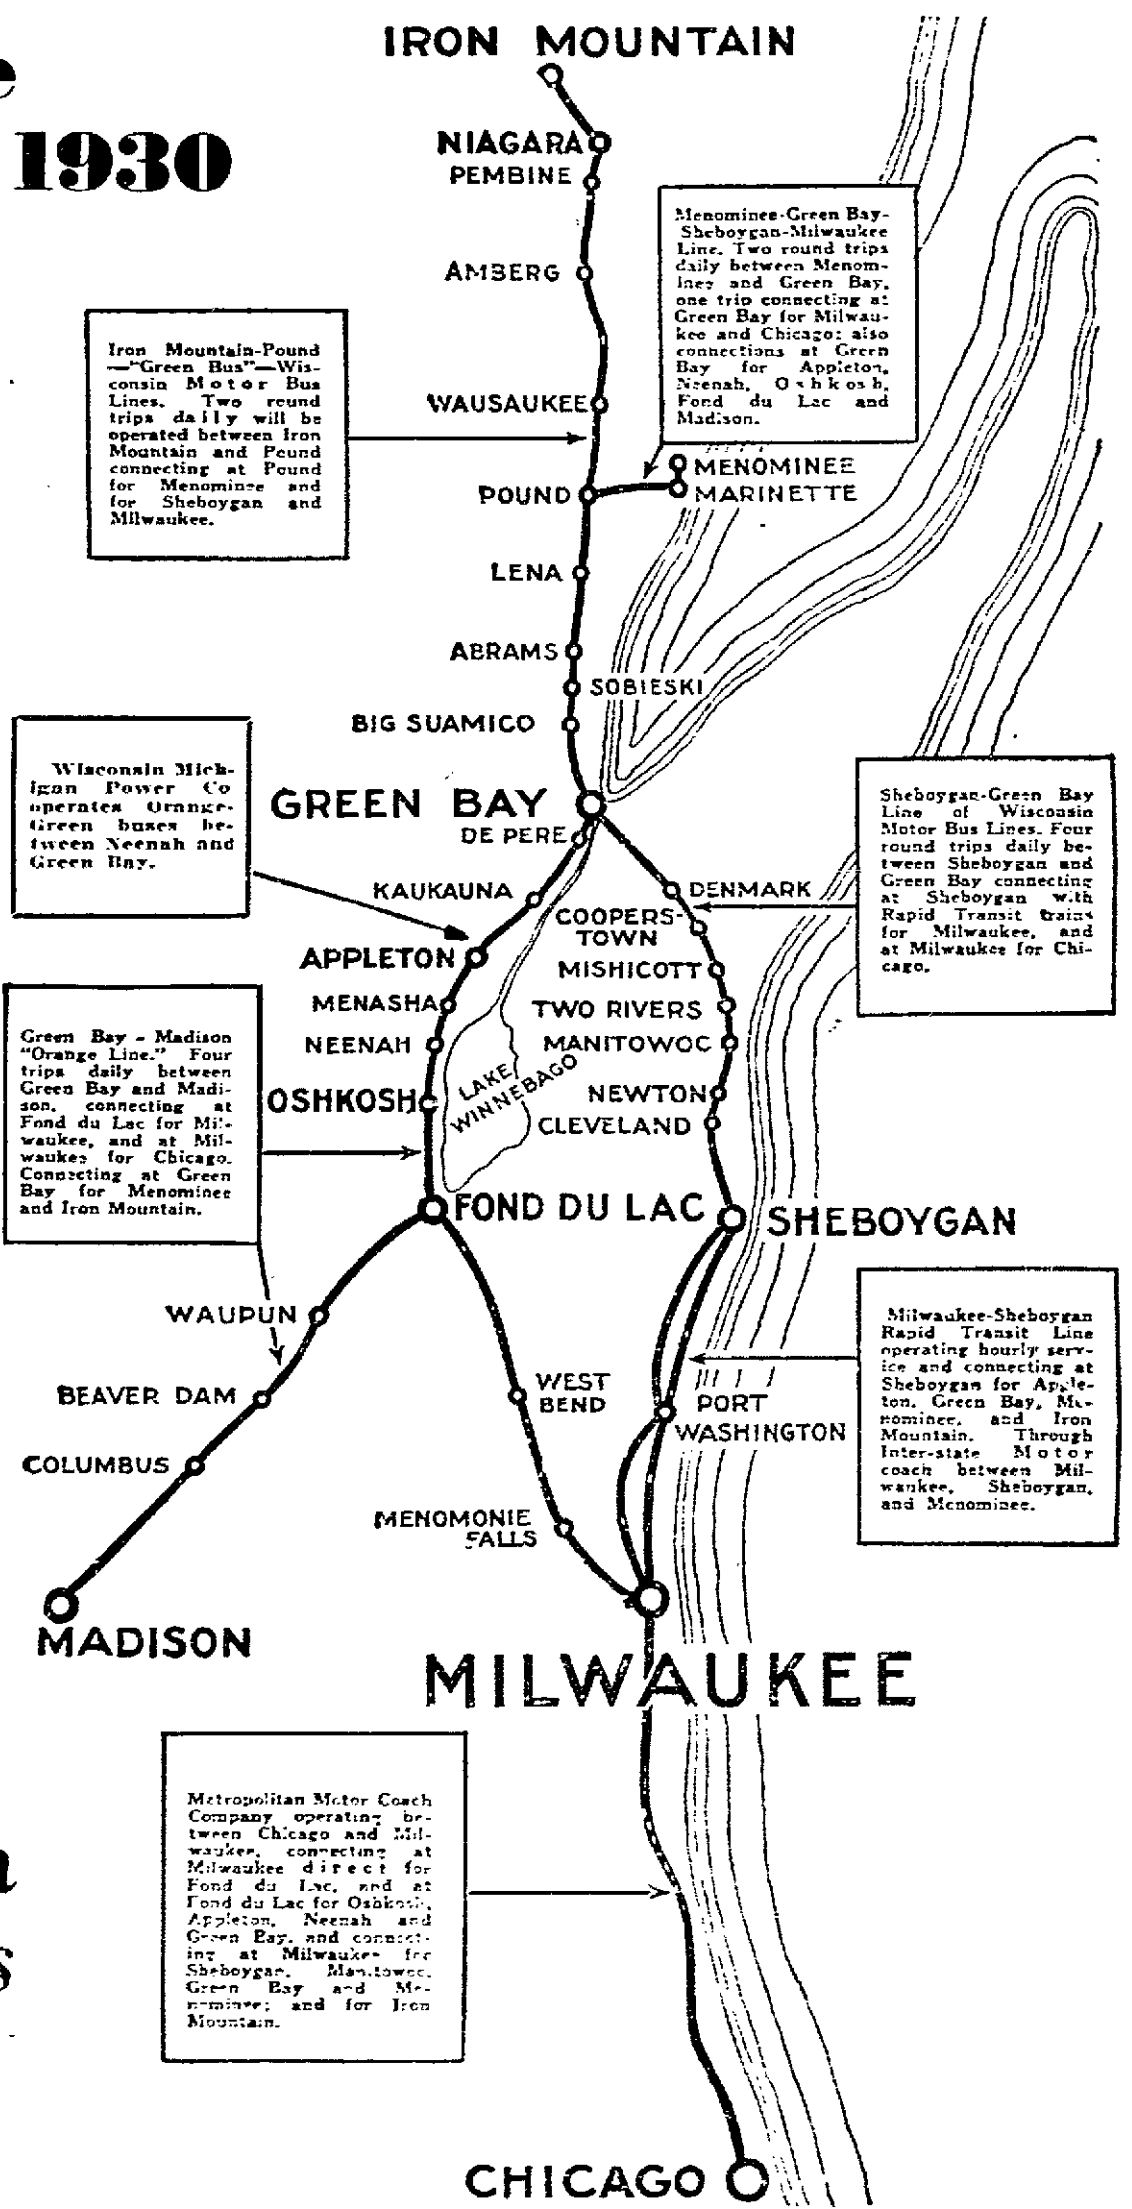 1930
IRON MOUNTAIN
NIAGARA
PEMBINE
AMBERG
WAUSAUKEE
POUND
MENOMINEE
MARINETTE
LENA
ABRAMS
SOBIESKI
BIG SUAMICO
GREEN BAY
DE PERE
KAUKAUNA
APPLETON
MENASHA
NEENAH
OSHKOSH
LAKE
WINNEBAGO
DENMARK
COOPERS-
TOWN
MISHICOTT
TWO RIVERS
MANITOWOC
NEWTON
CLEVELAND
FOND DU LAC
SHEBOYGAN
WAUPUN
BEAVER DAM
COLUMBUS
MADISON
WEST
BEND
MENOMONIE
FALLS
PORT
WASHINGTON
MILWAUKEE
CHICAGO
Menominee-Green Bay-
Sheboygan-Milwaukee
Line. Two round trips
daily between Menom-
inee and Green Bay,
one trip connecting at
Green Bay for Milwau-
kee and Chicago: also
connections at Green
Bay for Appleton,
Neenah, Oshkosh,
Fond du Lac and
Madison.
Iron Mountain-Pound
—"Green Bus"—Wis-
consin Motor Bus
Lines. Two round
trips daily will be
operated between Iron
Mountain and Pound
connecting at Pound
for Menominee and
for Sheboygan and
Milwaukee.
Wisconsin Mich-
igan Power Co
operates Orange-
Green buses be-
tween Neenah and
Green Bay.
Sheboygan-Green Bay
Line of Wisconsin
Motor Bus Lines. Four
round trips daily be-
tween Sheboygan and
Green Bay connecting
at Sheboygan with
Rapid Transit trains
for Milwaukee, and
at Milwaukee for Chi-
cago.
Green Bay - Madison
"Orange Line." Four
trips daily between
Green Bay and Madi-
son, connecting at
Fond du Lac for Mil-
waukee, and at Mil-
waukee for Chicago.
Connecting at Green
Bay for Menominee
and Iron Mountain.
Milwaukee-Sheboygan
Rapid Transit Line
operating hourly serv-
ice and connecting at
Sheboygan for Apple-
ton, Green Bay, Me-
nominee, and Iron
Mountain. Through
Inter-state Motor
coach between Mil-
waukee, Sheboygan,
and Menominee.
Metropolitan Motor Coach
Company operating be-
tween Chicago and Mil-
waukee, connecting at
Milwaukee direct for
Fond du Lac, and at
Fond du Lac for Oshkosh,
Appleton, Neenah and
Green Bay, and connect-
ing at Milwaukee for
Sheboygan, Manitowoc,
Green Bay and Me-
nominee; and for Iron
Mountain.